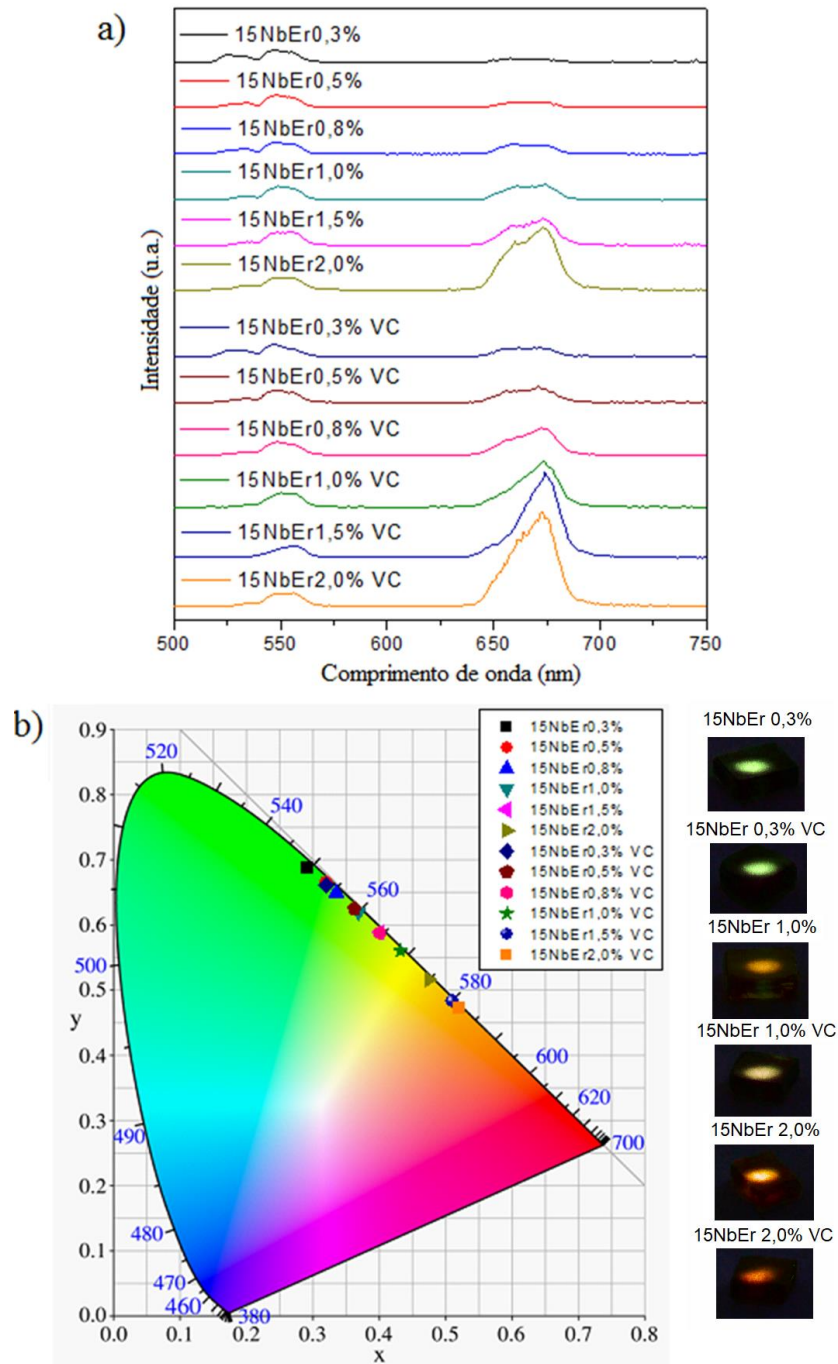 a)
15NbEr0,3%
15NbEr0,5%
15NbEr0,8%
15NbEr1,0%
15NbEr1,5%
15NbEr2,0%
15NbEr0,3% VC
15NbEr0,5% VC
15NbEr0,8% VC
15NbEr1,0% VC
15NbEr1,5% VC
15NbEr2,0% VC
Intensidade (u.a.)
500 550 600 650 700 750
Comprimento de onda (nm)
b)
0.9
0.8
0.7
0.6
0.5
y
0.4
0.3
0.2
0.1
0.0
0.0 0.1 0.2 0.3 0.4 0.5 0.6 0.7 0.8
x
520
540
560
580
600
620
700
500
490
480
470
460
380
15NbEr0,3%
15NbEr0,5%
15NbEr0,8%
15NbEr1,0%
15NbEr1,5%
15NbEr2,0%
15NbEr0,3% VC
15NbEr0,5% VC
15NbEr0,8% VC
15NbEr1,0% VC
15NbEr1,5% VC
15NbEr2,0% VC
15NbEr 0,3%
15NbEr 0,3% VC
15NbEr 1,0%
15NbEr 1,0% VC
15NbEr 2,0%
15NbEr 2,0% VC